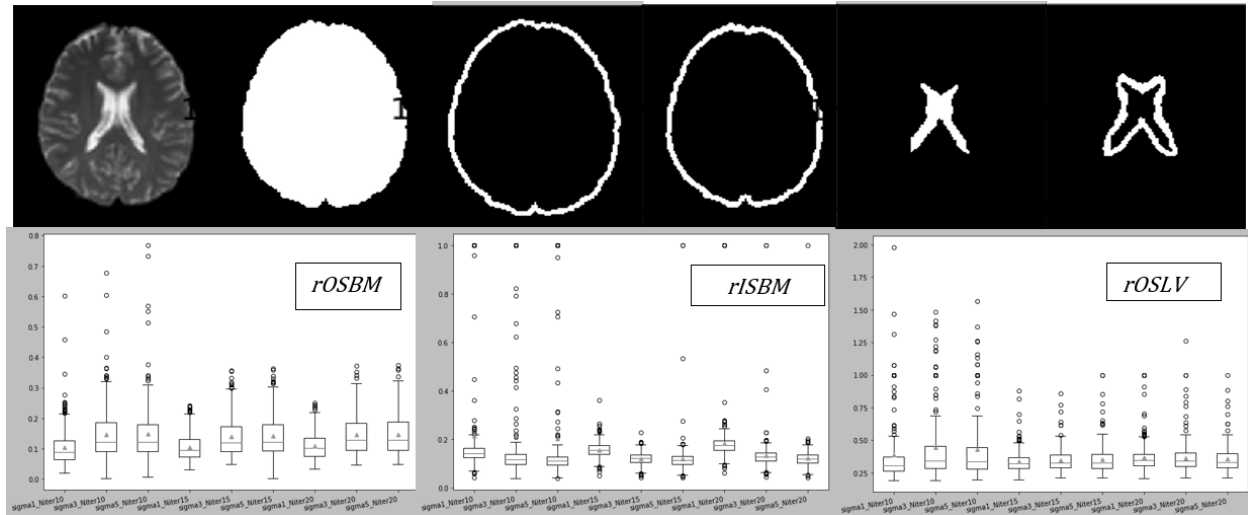 1
1
1
rOSBM
0.8
0.7
0.6
0.5
0.4
0.3
0.2
0.1
0.0
sigma1_Niter10
sigma3_Niter10
sigma5_Niter10
sigma1_Niter15
sigma3_Niter15
sigma5_Niter15
sigma1_Niter20
sigma3_Niter20
sigma5_Niter20
rISBM
1.0
0.8
0.6
0.4
0.2
0.0
sigma1_Niter10
sigma3_Niter10
sigma5_Niter10
sigma1_Niter15
sigma3_Niter15
sigma5_Niter15
sigma1_Niter20
sigma3_Niter20
sigma5_Niter20
rOSLV
2.00
1.75
1.50
1.25
1.00
0.75
0.50
0.25
sigma1_Niter10
sigma3_Niter10
sigma5_Niter10
sigma1_Niter15
sigma3_Niter15
sigma5_Niter15
sigma1_Niter20
sigma3_Niter20
sigma5_Niter20